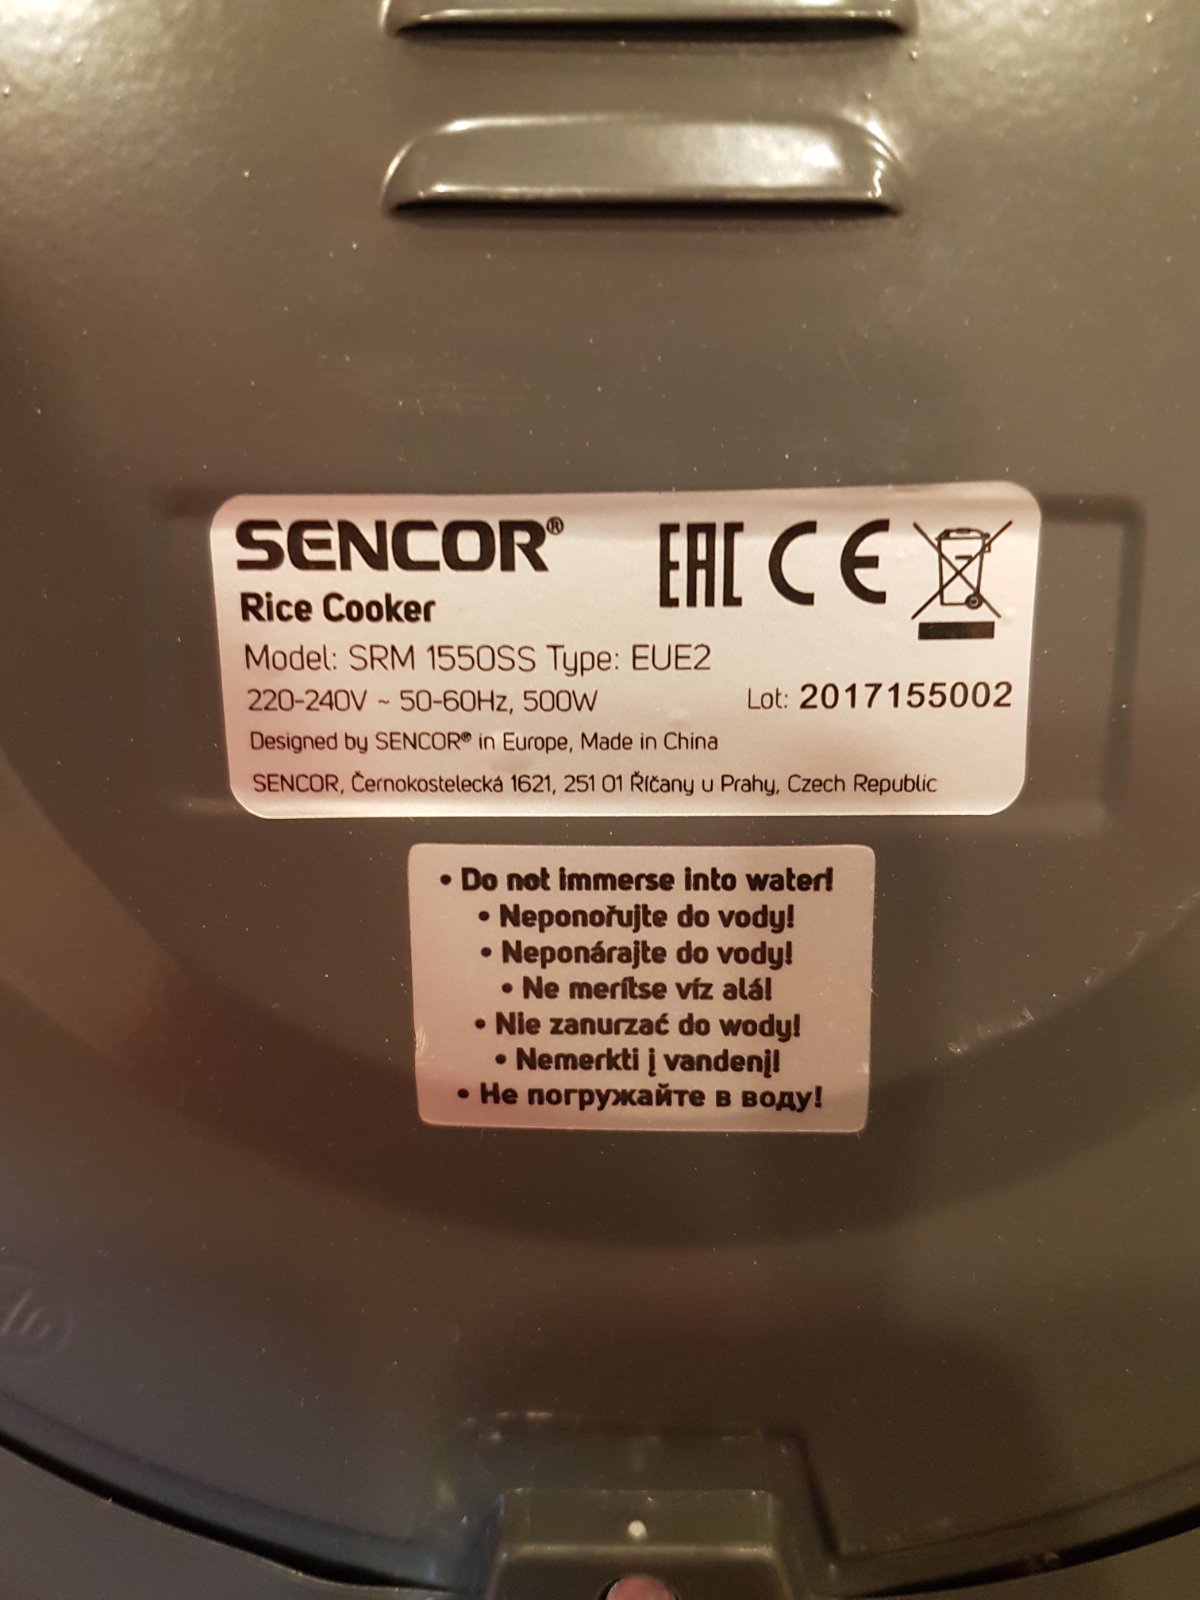 SENCOR®
EAC CE
Rice Cooker
Model: SRM 1550SS Type: EUE2
220-240V ~ 50-60Hz, 500W
Lot: 2017155002
Designed by SENCOR® in Europe, Made in China
SENCOR, Černokostelecká 1621, 251 01 Říčany u Prahy, Czech Republic
• Do not immerse into water!
• Neponořujte do vody!
• Neponárajte do vody!
• Ne merítse víz alá!
• Nie zanurzać do wody!
• Nemerkti į vandenį!
• Не погружайте в воду!